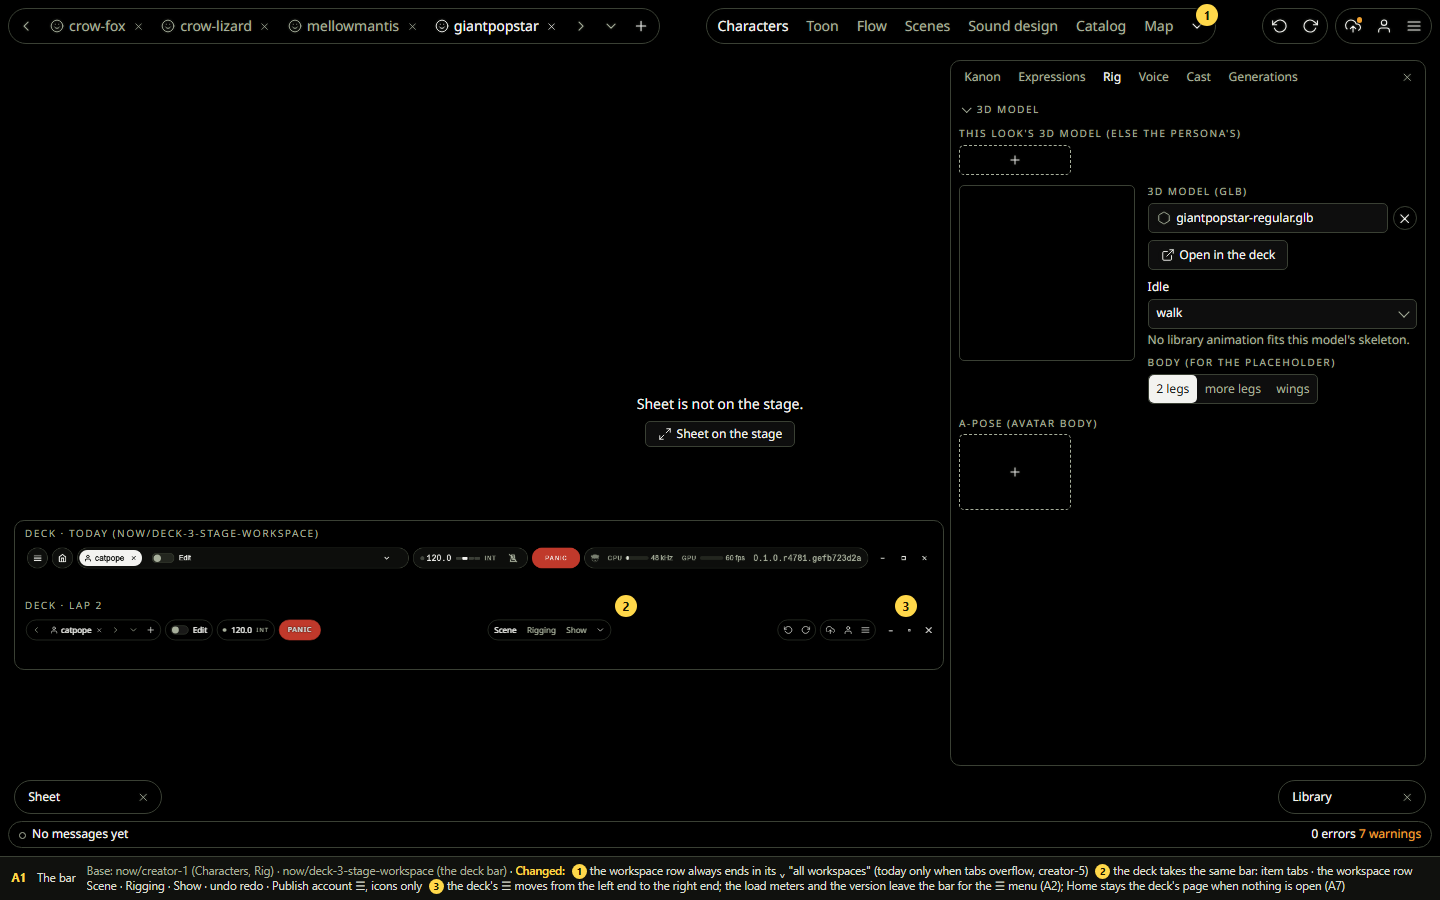 crow-fox × crow-lizard × mellowmantis × giantpopstar ×
Characters Toon Flow Scenes Sound design Catalog Map 1
Kanon Expressions Rig Voice Cast Generations
3D MODEL
THIS LOOK'S 3D MODEL (ELSE THE PERSONA'S)
+
3D MODEL (GLB)
giantpopstar-regular.glb
Open in the deck
Idle
walk
No library animation fits this model's skeleton.
BODY (FOR THE PLACEHOLDER)
2 legs more legs wings
A-POSE (AVATAR BODY)
+
Sheet is not on the stage.
Sheet on the stage
DECK · TODAY (NOW/DECK-3-STAGE-WORKSPACE)
catpope × Edit 120.0 INT PANIC CPU 48 kHz GPU 60 fps 0.1.0.r4781.gefb723d2a
DECK · LAP 2 2 3
catpope × Edit 120.0 INT PANIC Scene Rigging Show
Sheet
Library
No messages yet
0 errors 7 warnings
A1 The bar
Base: now/creator-1 (Characters, Rig) · now/deck-3-stage-workspace (the deck bar) · Changed: 1 the workspace row always ends in its ⌄ "all workspaces" (today only when tabs overflow, creator-5) 2 the deck takes the same bar: item tabs · the workspace row
Scene · Rigging · Show · undo redo · Publish account ☰, icons only 3 the deck's ☰ moves from the left end to the right end; the load meters and the version leave the bar for the ☰ menu (A2); Home stays the deck's page when nothing is open (A7)